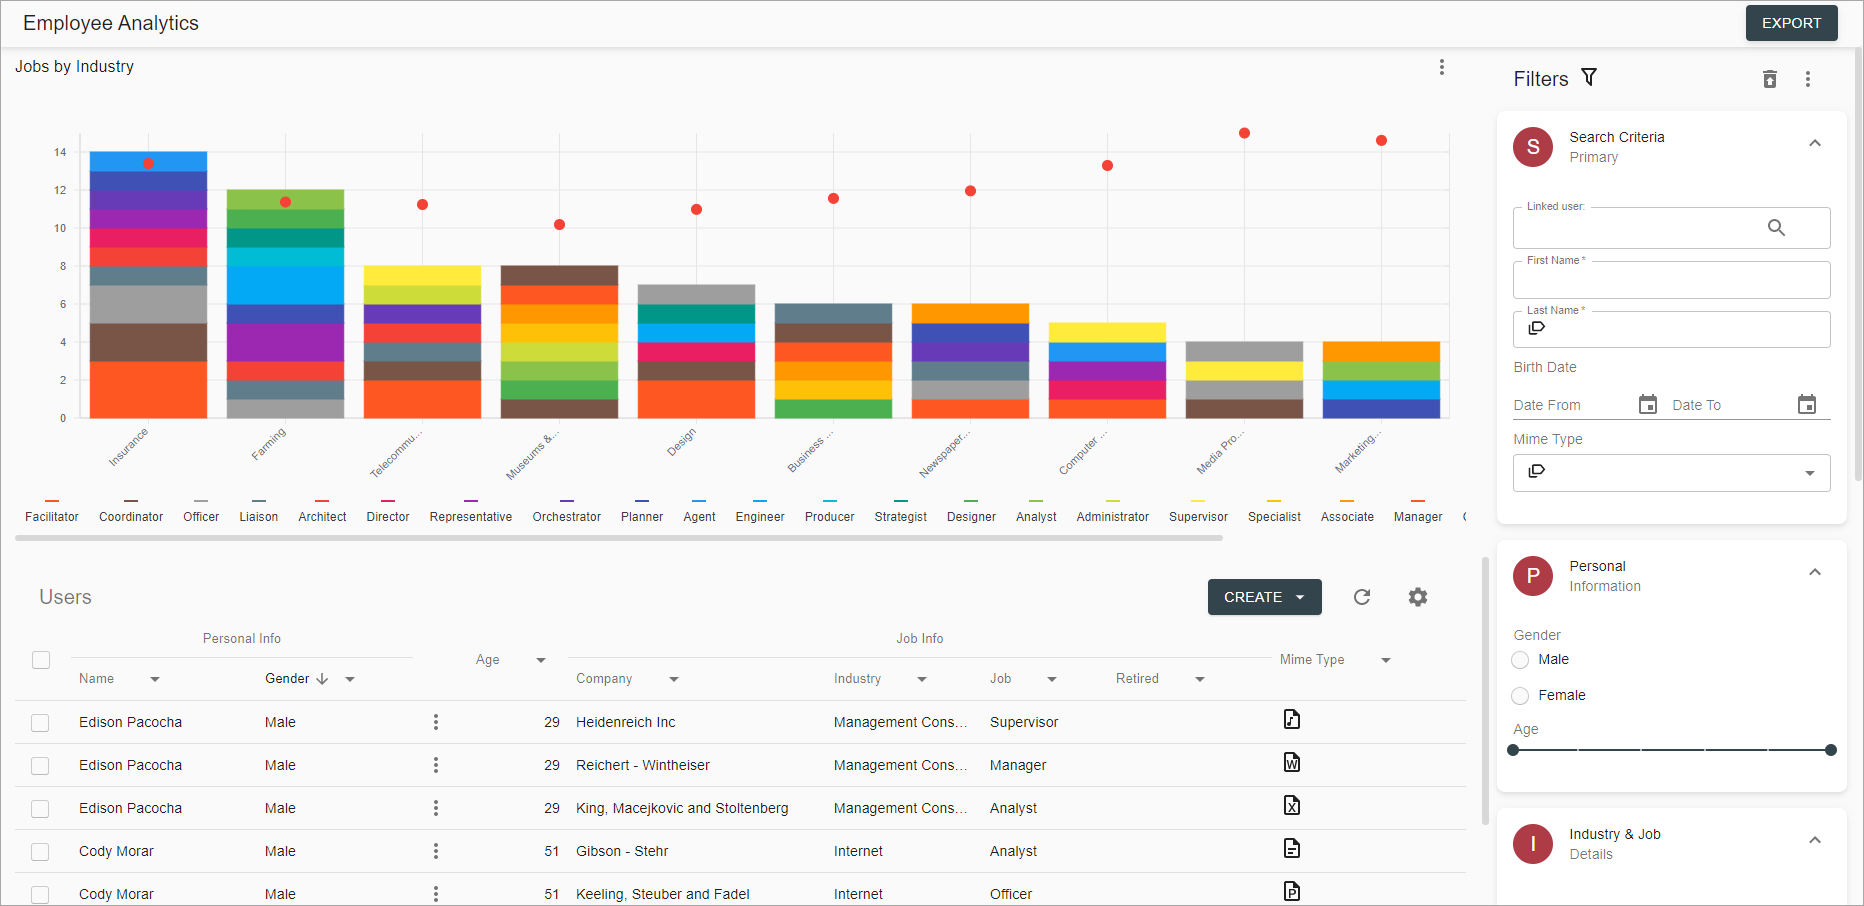 Employee Analytics
EXPORT
Jobs by Industry
14
12
10
8
6
4
2
0
Insurance
Farming
Telecommu...
Museums &...
Design
Business ...
Newspaper...
Computer ...
Media Pro...
Marketing...
Facilitator Coordinator Officer Liaison Architect Director Representative Orchestrator Planner Agent Engineer Producer Strategist Designer Analyst Administrator Supervisor Specialist Associate Manager
Users
CREATE
Personal Info Job Info
Age Mime Type
Name Gender Company Industry Job Retired
Edison Pacocha Male 29 Heidenreich Inc Management Cons... Supervisor
Edison Pacocha Male 29 Reichert - Wintheiser Management Cons... Manager W
Edison Pacocha Male 29 King, Macejkovic and Stoltenberg Management Cons... Analyst X
Cody Morar Male 51 Gibson - Stehr Internet Analyst
Cody Morar Male 51 Keeling, Steuber and Fadel Internet Officer P
Filters
S
Search Criteria
Primary
Linked user:
First Name *
Last Name *
Birth Date
Date From Date To
Mime Type
P
Personal
Information
Gender
Male
Female
Age
I
Industry & Job
Details